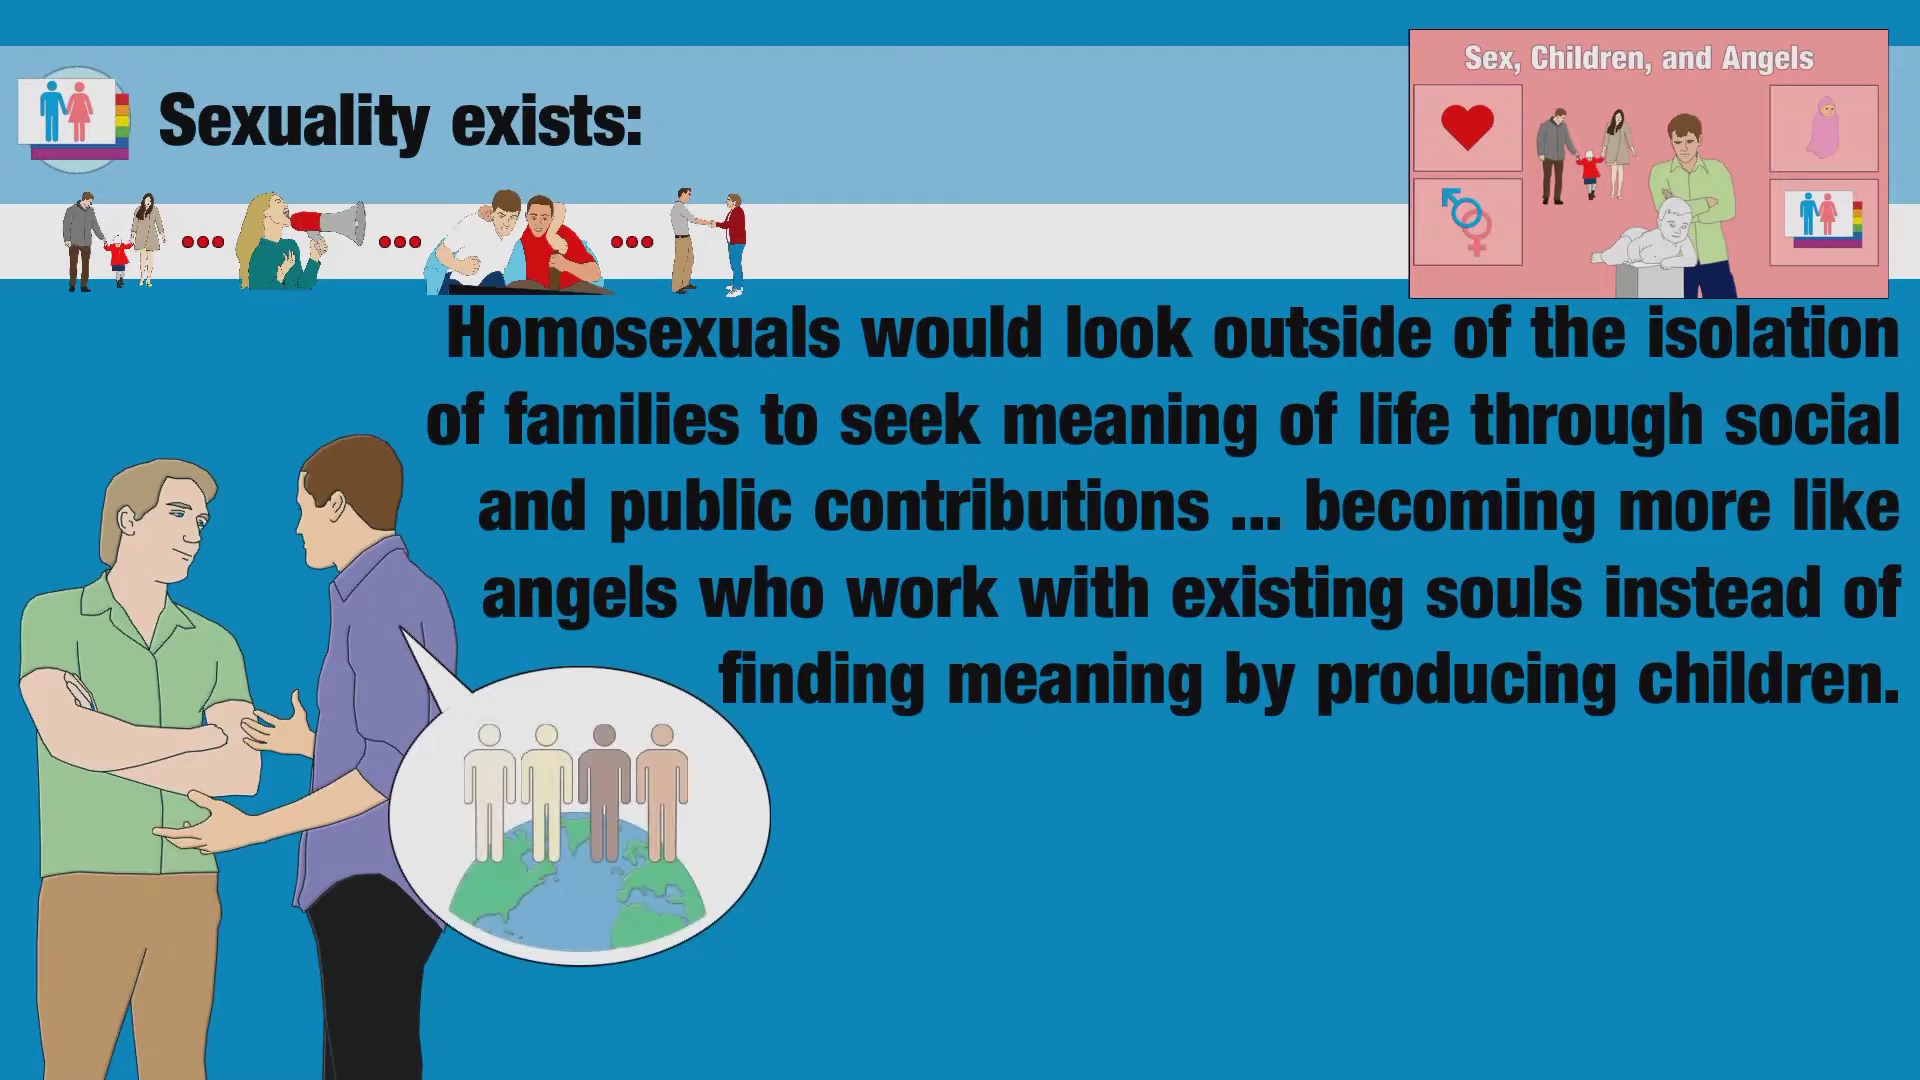 Sex, Children, and Angels
Sexuality exists:
Homosexuals would look outside of the isolation
of families to seek meaning of life through social
and public contributions ... becoming more like
angels who work with existing souls instead of
finding meaning by producing children.